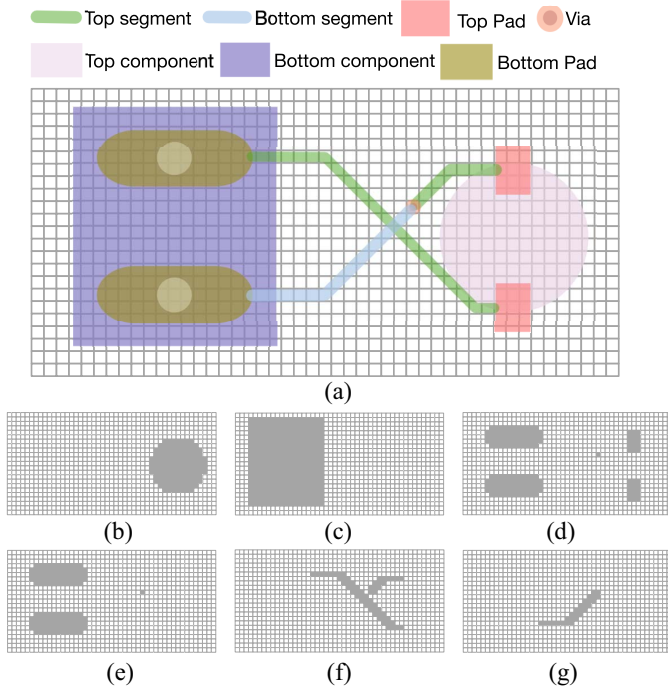 Top segment Bottom segment Top Pad Via
Top component Bottom component Bottom Pad
(a)
(b) (c) (d)
(e) (f) (g)